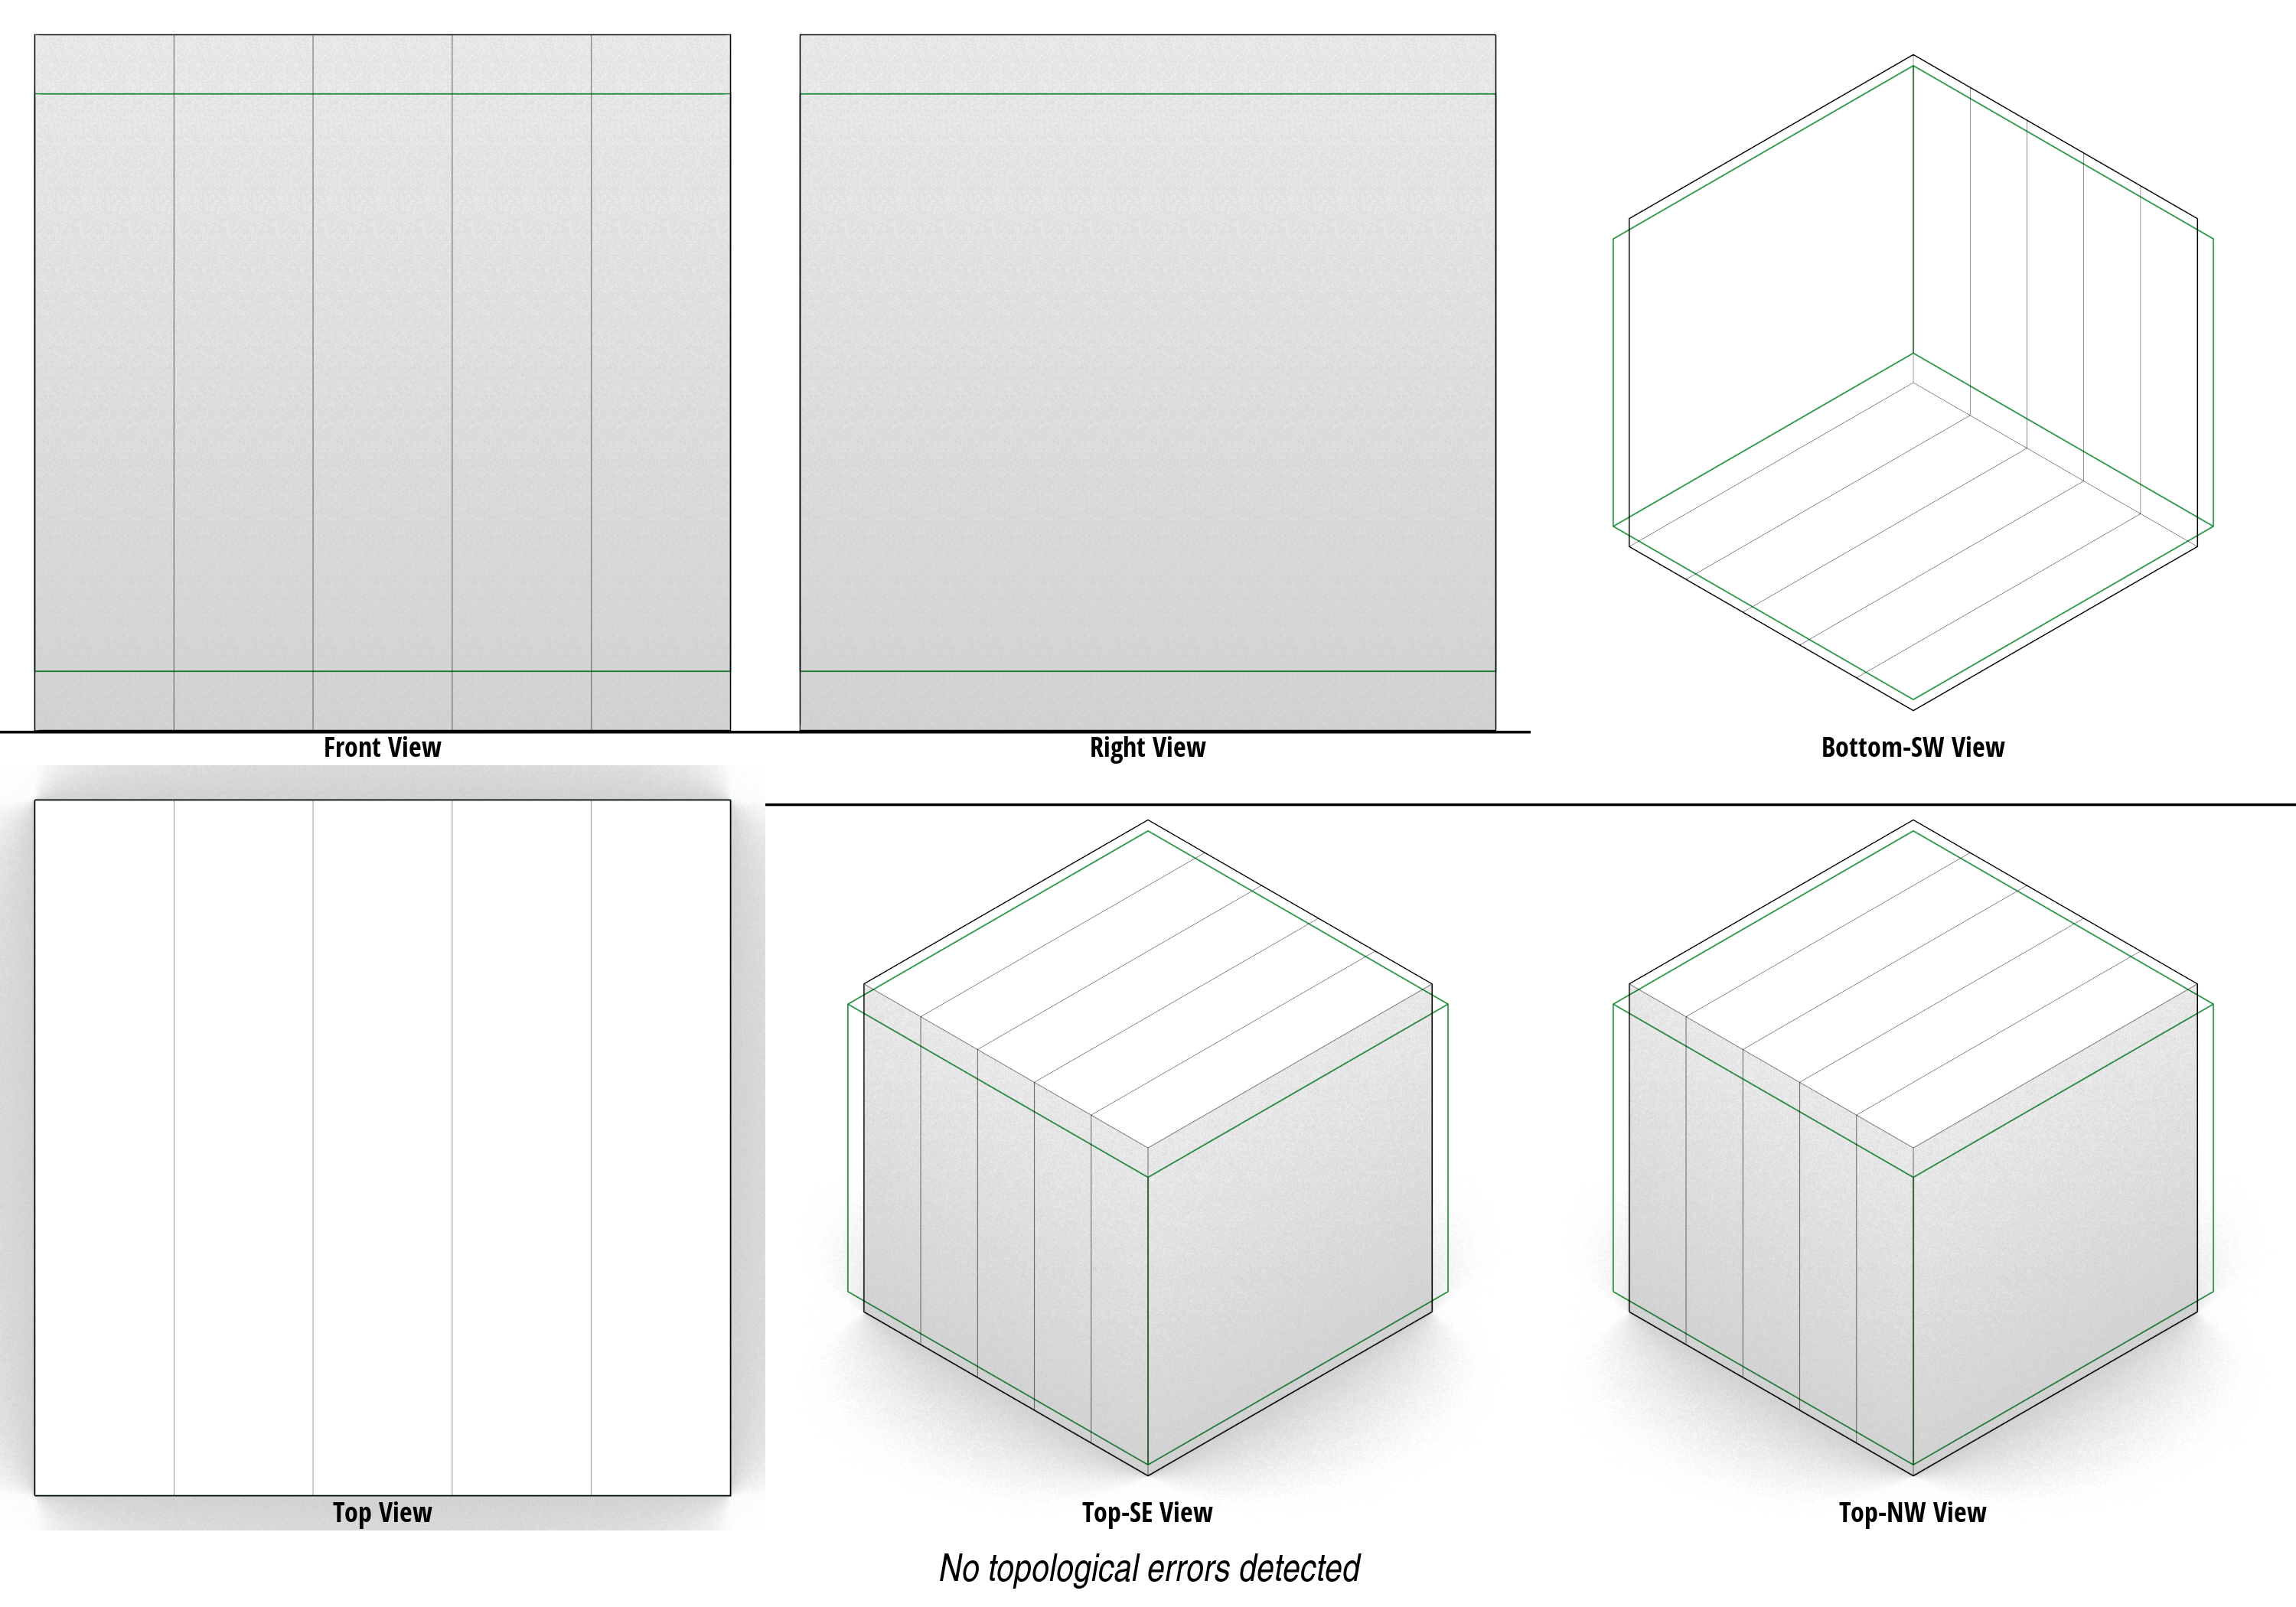 Front View
Right View
Bottom-SW View
Top View
Top-SE View
Top-NW View
No topological errors detected